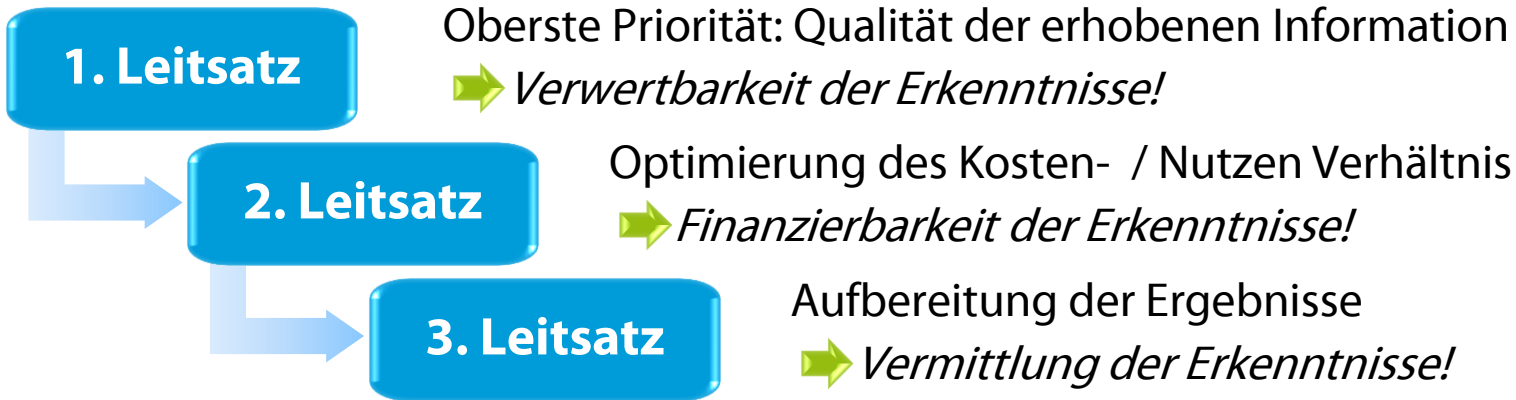 1. Leitsatz
Oberste Priorität: Qualität der erhobenen Information
Verwertbarkeit der Erkenntnisse!
2. Leitsatz
Optimierung des Kosten- / Nutzen Verhältnis
Finanzierbarkeit der Erkenntnisse!
3. Leitsatz
Aufbereitung der Ergebnisse
Vermittlung der Erkenntnisse!